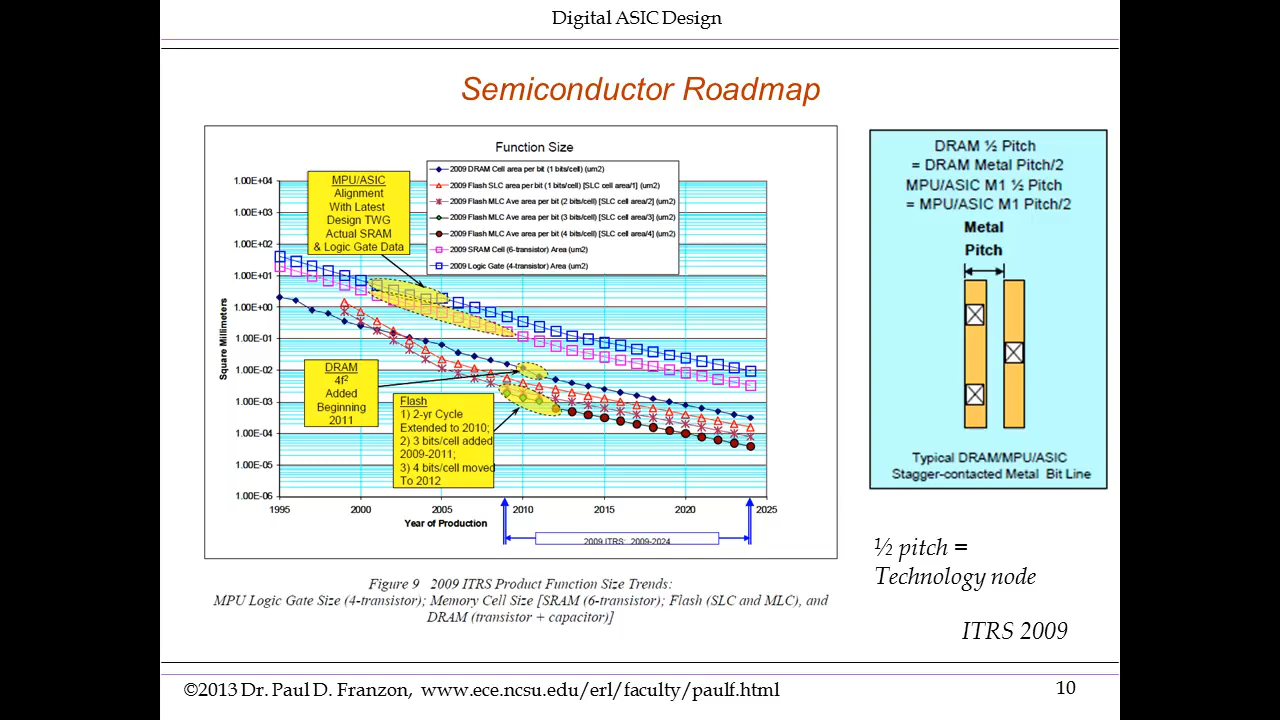 Digital ASIC Design
Semiconductor Roadmap
Function Size
2009 DRAM Cell area per bit (1 bits/cell) (um2)
2009 Flash SLC area per bit (1 bits/cell) [SLC cell area/1] (um2)
2009 Flash MLC Ave area per bit (2 bits/cell) [SLC cell area/2] (um2)
2009 Flash MLC Ave area per bit (3 bits/cell) [SLC cell area/3] (um2)
2009 Flash MLC Ave area per bit (4 bits/cell) [SLC cell area/4] (um2)
2009 SRAM Cell (6-transistor) Area (um2)
2009 Logic Gate (4-transistor) Area (um2)
MPU/ASIC
Alignment
With Latest
Design TWG
Actual SRAM
& Logic Gate Data
1.00E+04
1.00E+03
1.00E+02
1.00E+01
1.00E+00
1.00E-01
1.00E-02
1.00E-03
1.00E-04
1.00E-05
1.00E-06
Square Millimeters
DRAM
4f²
Added
Beginning
2011
Flash
1) 2-yr Cycle
Extended to 2010;
2) 3 bits/cell added
2009-2011;
3) 4 bits/cell moved
To 2012
1995 2000 2005 2010 2015 2020 2025
Year of Production
2009 ITRS: 2009-2024
Figure 9 2009 ITRS Product Function Size Trends:
MPU Logic Gate Size (4-transistor); Memory Cell Size [SRAM (6-transistor); Flash (SLC and MLC), and
DRAM (transistor + capacitor)]
DRAM ½ Pitch
= DRAM Metal Pitch/2
MPU/ASIC M1 ½ Pitch
= MPU/ASIC M1 Pitch/2
Metal
Pitch
Typical DRAM/MPU/ASIC
Stagger-contacted Metal Bit Line
½ pitch =
Technology node
ITRS 2009
©2013 Dr. Paul D. Franzon, www.ece.ncsu.edu/erl/faculty/paulf.html
10